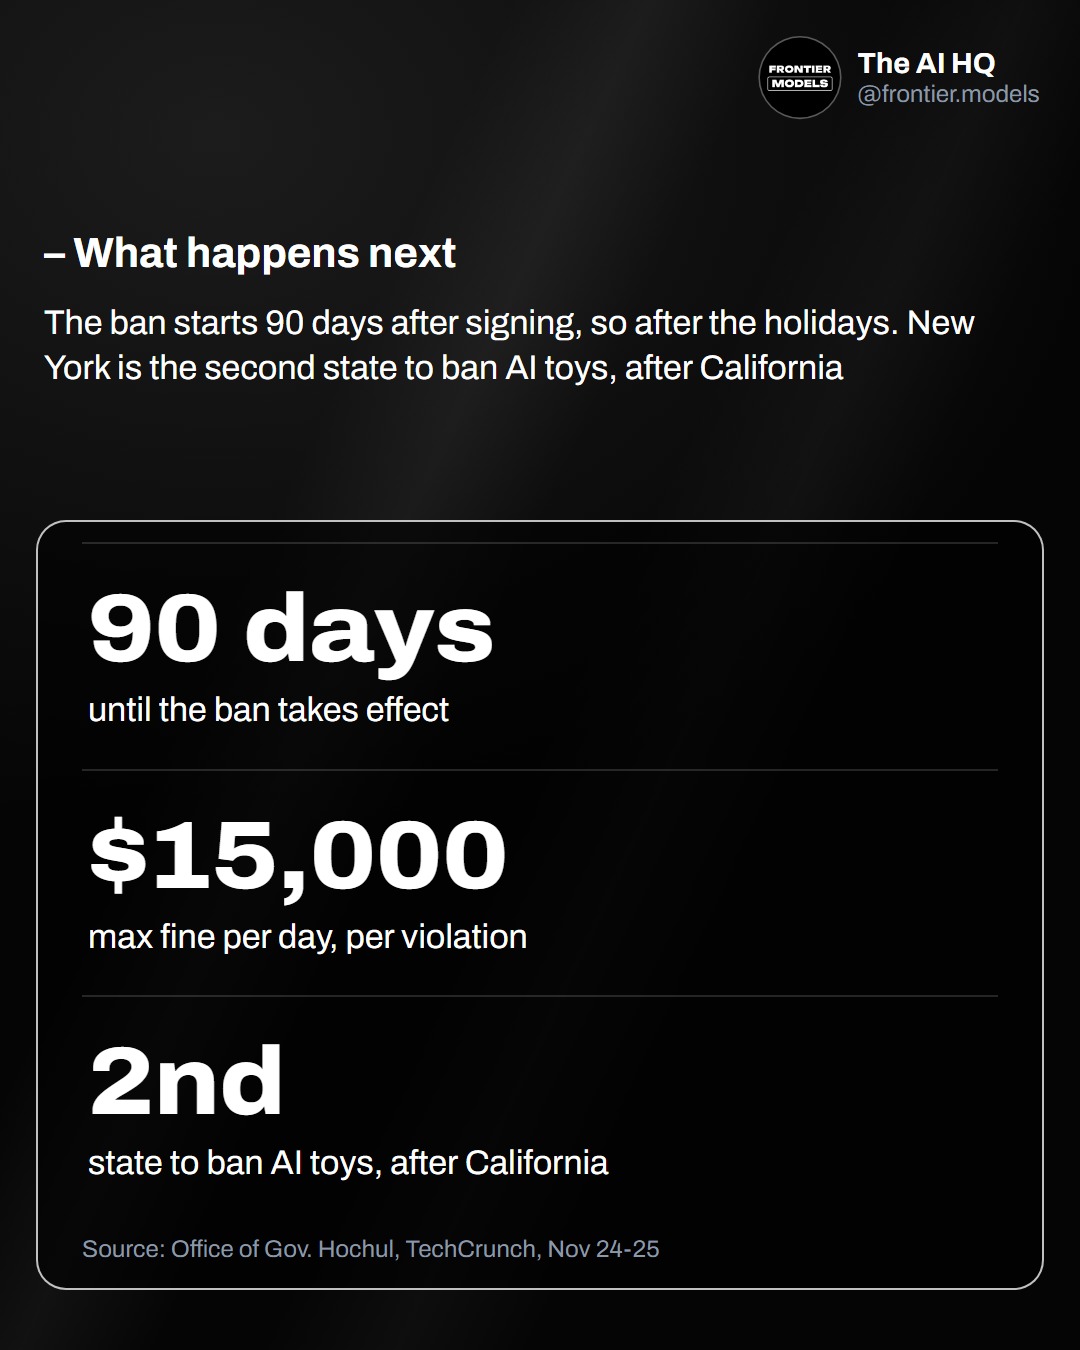 FRONTIER
MODELS
The AI HQ
@frontier.models
– What happens next
The ban starts 90 days after signing, so after the holidays. New
York is the second state to ban AI toys, after California
90 days
until the ban takes effect
$15,000
max fine per day, per violation
2nd
state to ban AI toys, after California
Source: Office of Gov. Hochul, TechCrunch, Nov 24-25